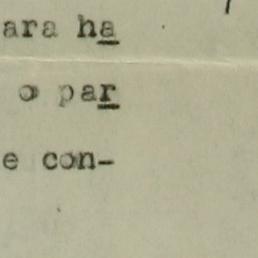 ara ha
o par
e con-